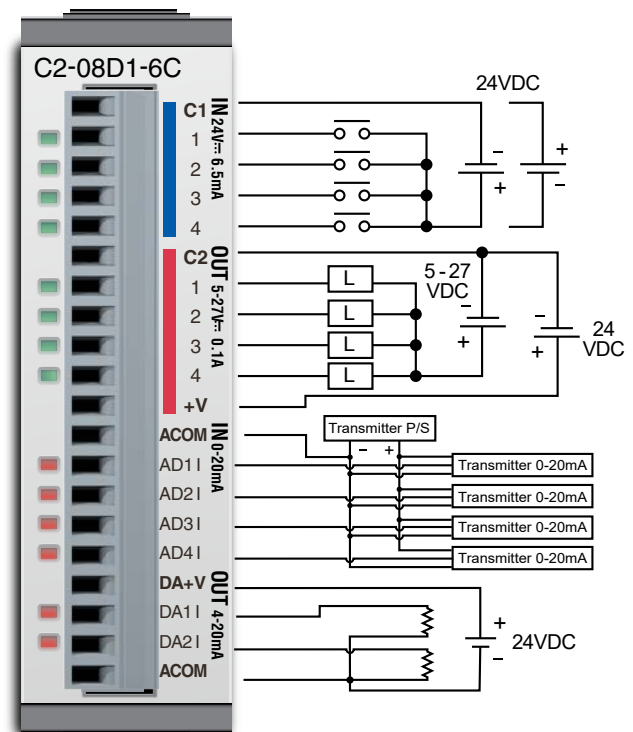 C2-08D1-6C
C1
1
2
3
4
IN 24V⎓ 6.5mA
C2
1
2
3
4
+V
OUT 5-27V⎓ 0.1A
ACOM
AD1 I
AD2 I
AD3 I
AD4 I
IN 0-20mA
DA+V
DA1 I
DA2 I
ACOM
OUT 4-20mA
24VDC
-
+
+
-
L
L
L
L
5-27
VDC
-
+
-
+
24
VDC
Transmitter P/S
- +
Transmitter 0-20mA
Transmitter 0-20mA
Transmitter 0-20mA
Transmitter 0-20mA
+
24VDC
-